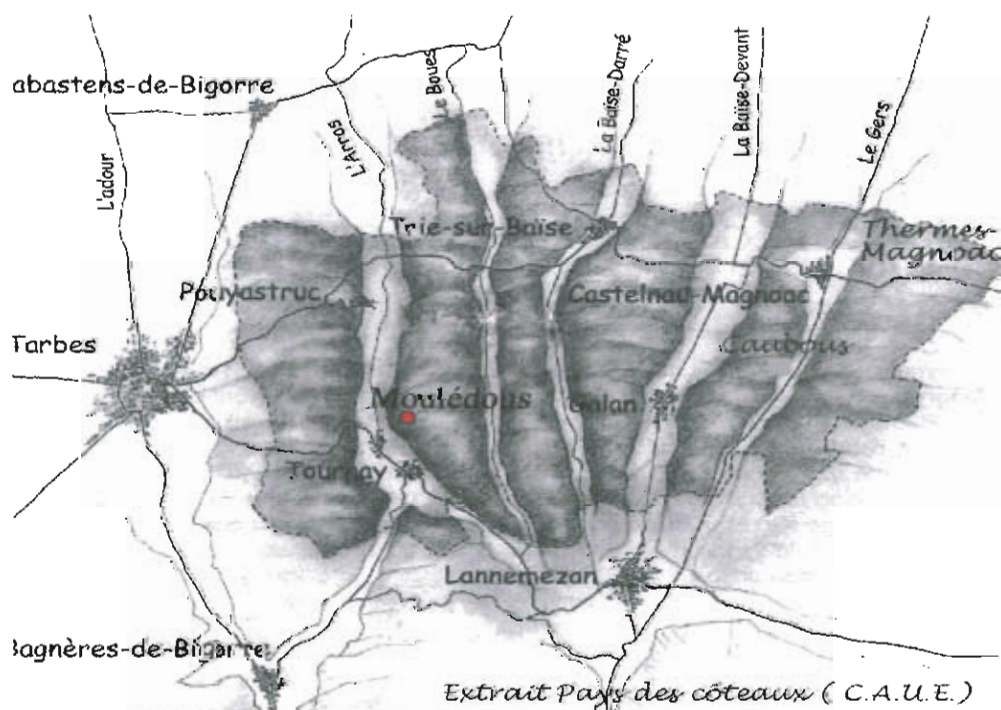 abastens-de-Bigorre
L'adour
L'Arros
Le Boues
La Baïse-Darré
La Baïse-Devant
Le Gers
Trie-sur-Baïse
Thermes-
Magnoac
Pouyastruc
Castelnau-Magnoac
Tarbes
Caubous
Moulédous
Galan
Tournay
Lannemezan
Bagnères-de-Bigorre
Extrait Pays des côteaux ( C.A.U.E. )